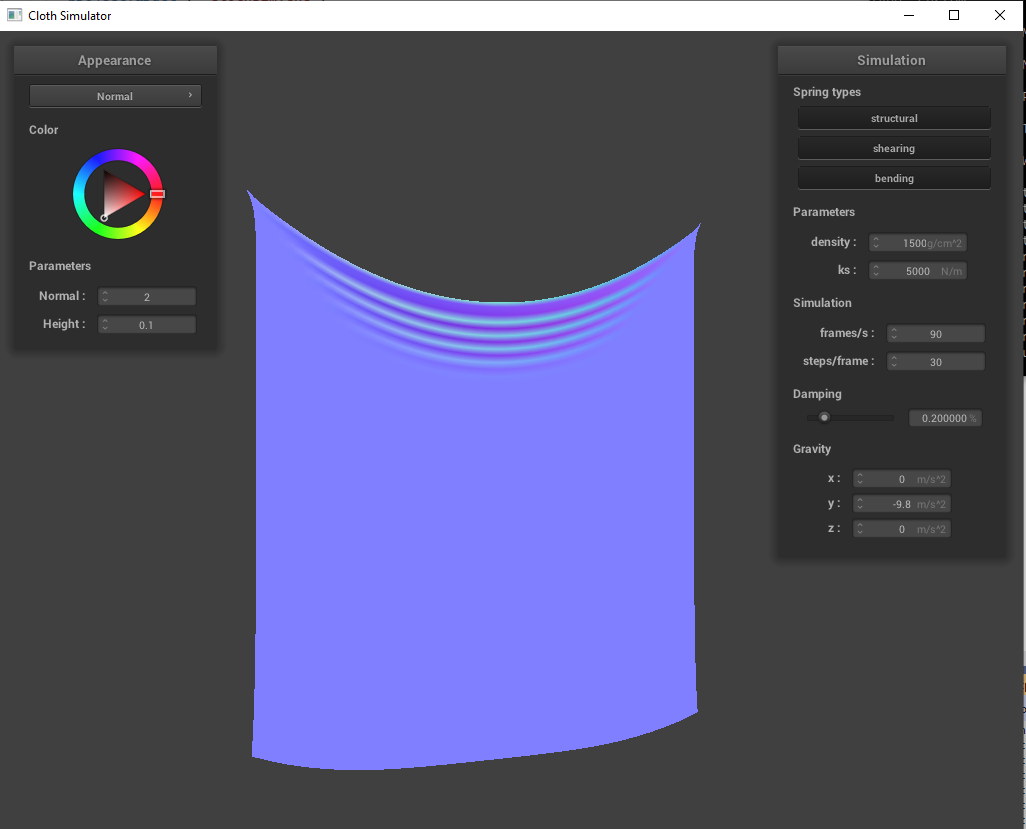 Cloth Simulator
Appearance
Normal
Color
Parameters
Normal : 2
Height : 0.1
Simulation
Spring types
structural
shearing
bending
Parameters
density : 1500g/cm^2
ks : 5000 N/m
Simulation
frames/s : 90
steps/frame : 30
Damping
0.200000 %
Gravity
x : 0 m/s^2
y : -9.8 m/s^2
z : 0 m/s^2